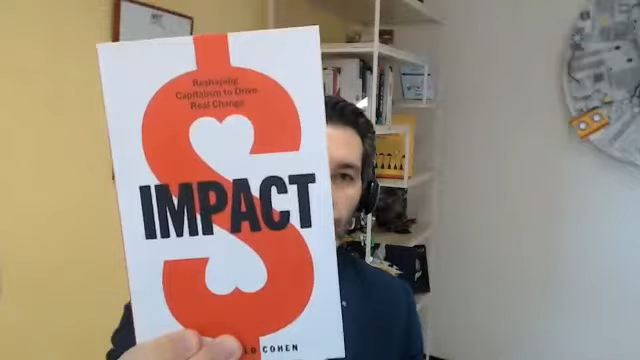 Reshaping
Capitalism to Drive
Real Change
IMPACT
COHEN